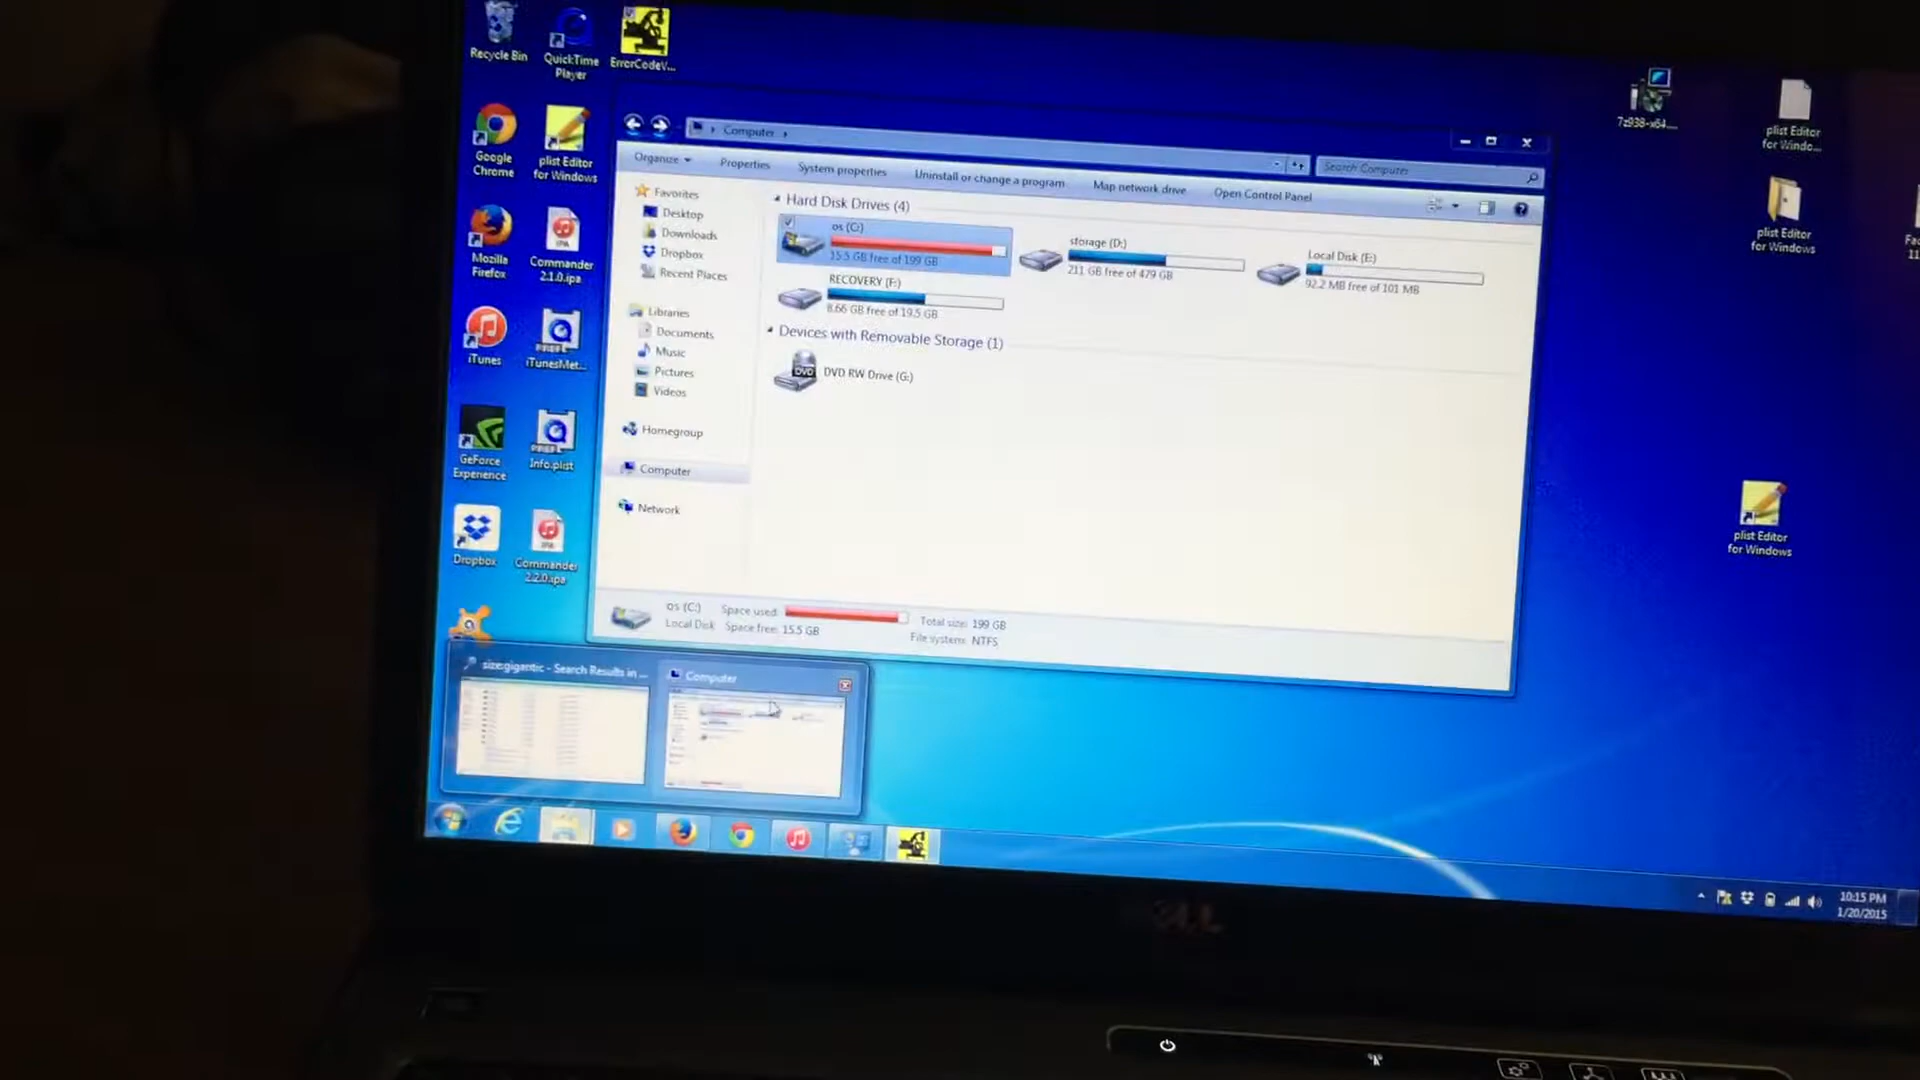 Recycle Bin
QuickTime
Player
ErrorCodeV...
Google
Chrome
plist Editor
for Windows
Mozilla
Firefox
IPA
Commander
2.1.0.ipa
iTunes
iTunesMet...
GeForce
Experience
Info.plist
Dropbox
IPA
Commander
2.2.0.ipa
Computer
Search Computer
Organize
Properties
System properties
Uninstall or change a program
Map network drive
Open Control Panel
Favorites
Desktop
Downloads
Dropbox
Recent Places
Libraries
Documents
Music
Pictures
Videos
Homegroup
Computer
Network
Hard Disk Drives (4)
os (C:)
15.5 GB free of 199 GB
storage (D:)
211 GB free of 479 GB
Local Disk (E:)
92.2 MB free of 101 MB
RECOVERY (F:)
8.66 GB free of 19.5 GB
Devices with Removable Storage (1)
DVD
DVD RW Drive (G:)
os (C:)
Local Disk
Space used:
Space free: 15.5 GB
Total size: 199 GB
File system: NTFS
7z938-x64....
plist Editor
for Windo...
plist Editor
for Windows
plist Editor
for Windows
size:gigantic - Search Results in ...
Computer
10:15 PM
1/20/2015